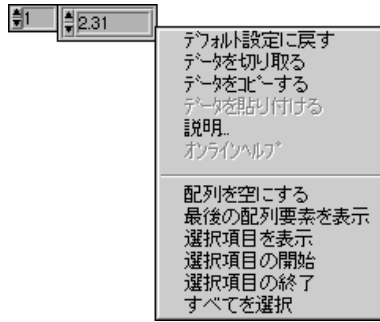 1
2.31
デフォルト設定に戻す
データを切り取る
データをコピーする
データを貼り付ける
説明...
オンラインヘルプ
配列を空にする
最後の配列要素を表示
選択項目を表示
選択項目の開始
選択項目の終了
すべてを選択